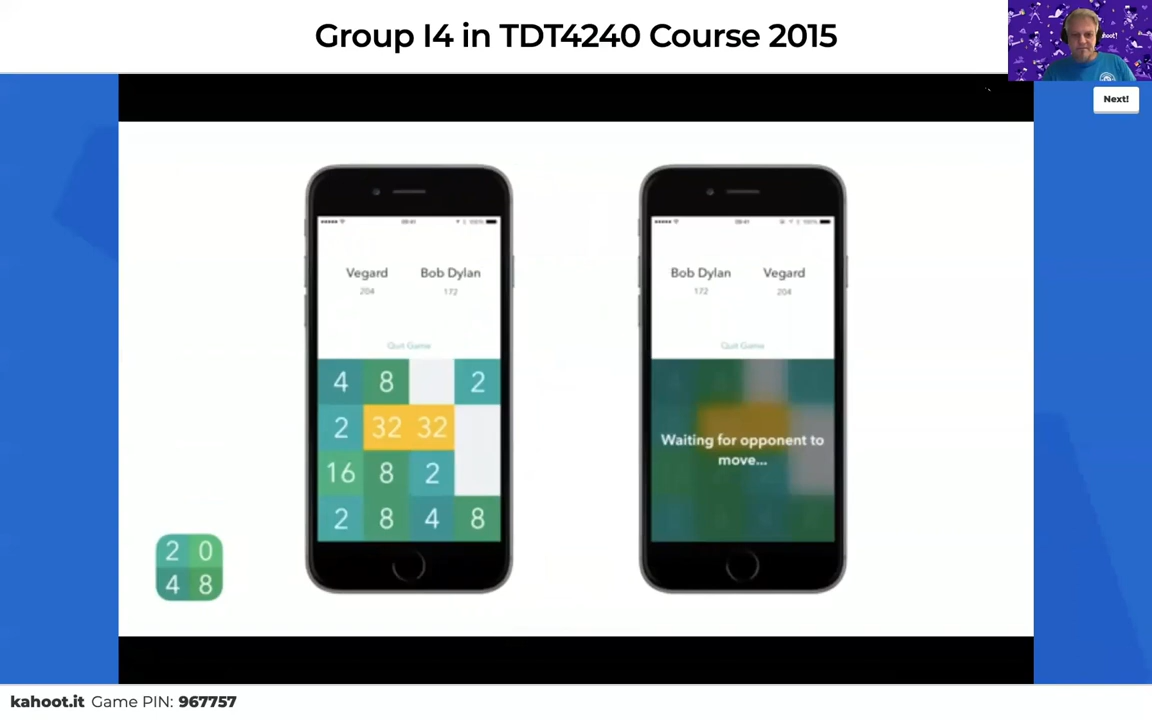 Group I4 in TDT4240 Course 2015
Next!
Vegard Bob Dylan
204 172
Quit Game
4 8 2
2 32 32
16 8 2
2 8 4 8
Bob Dylan Vegard
172 204
Quit Game
Waiting for opponent to
move...
2 0
4 8
kahoot.it Game PIN: 967757